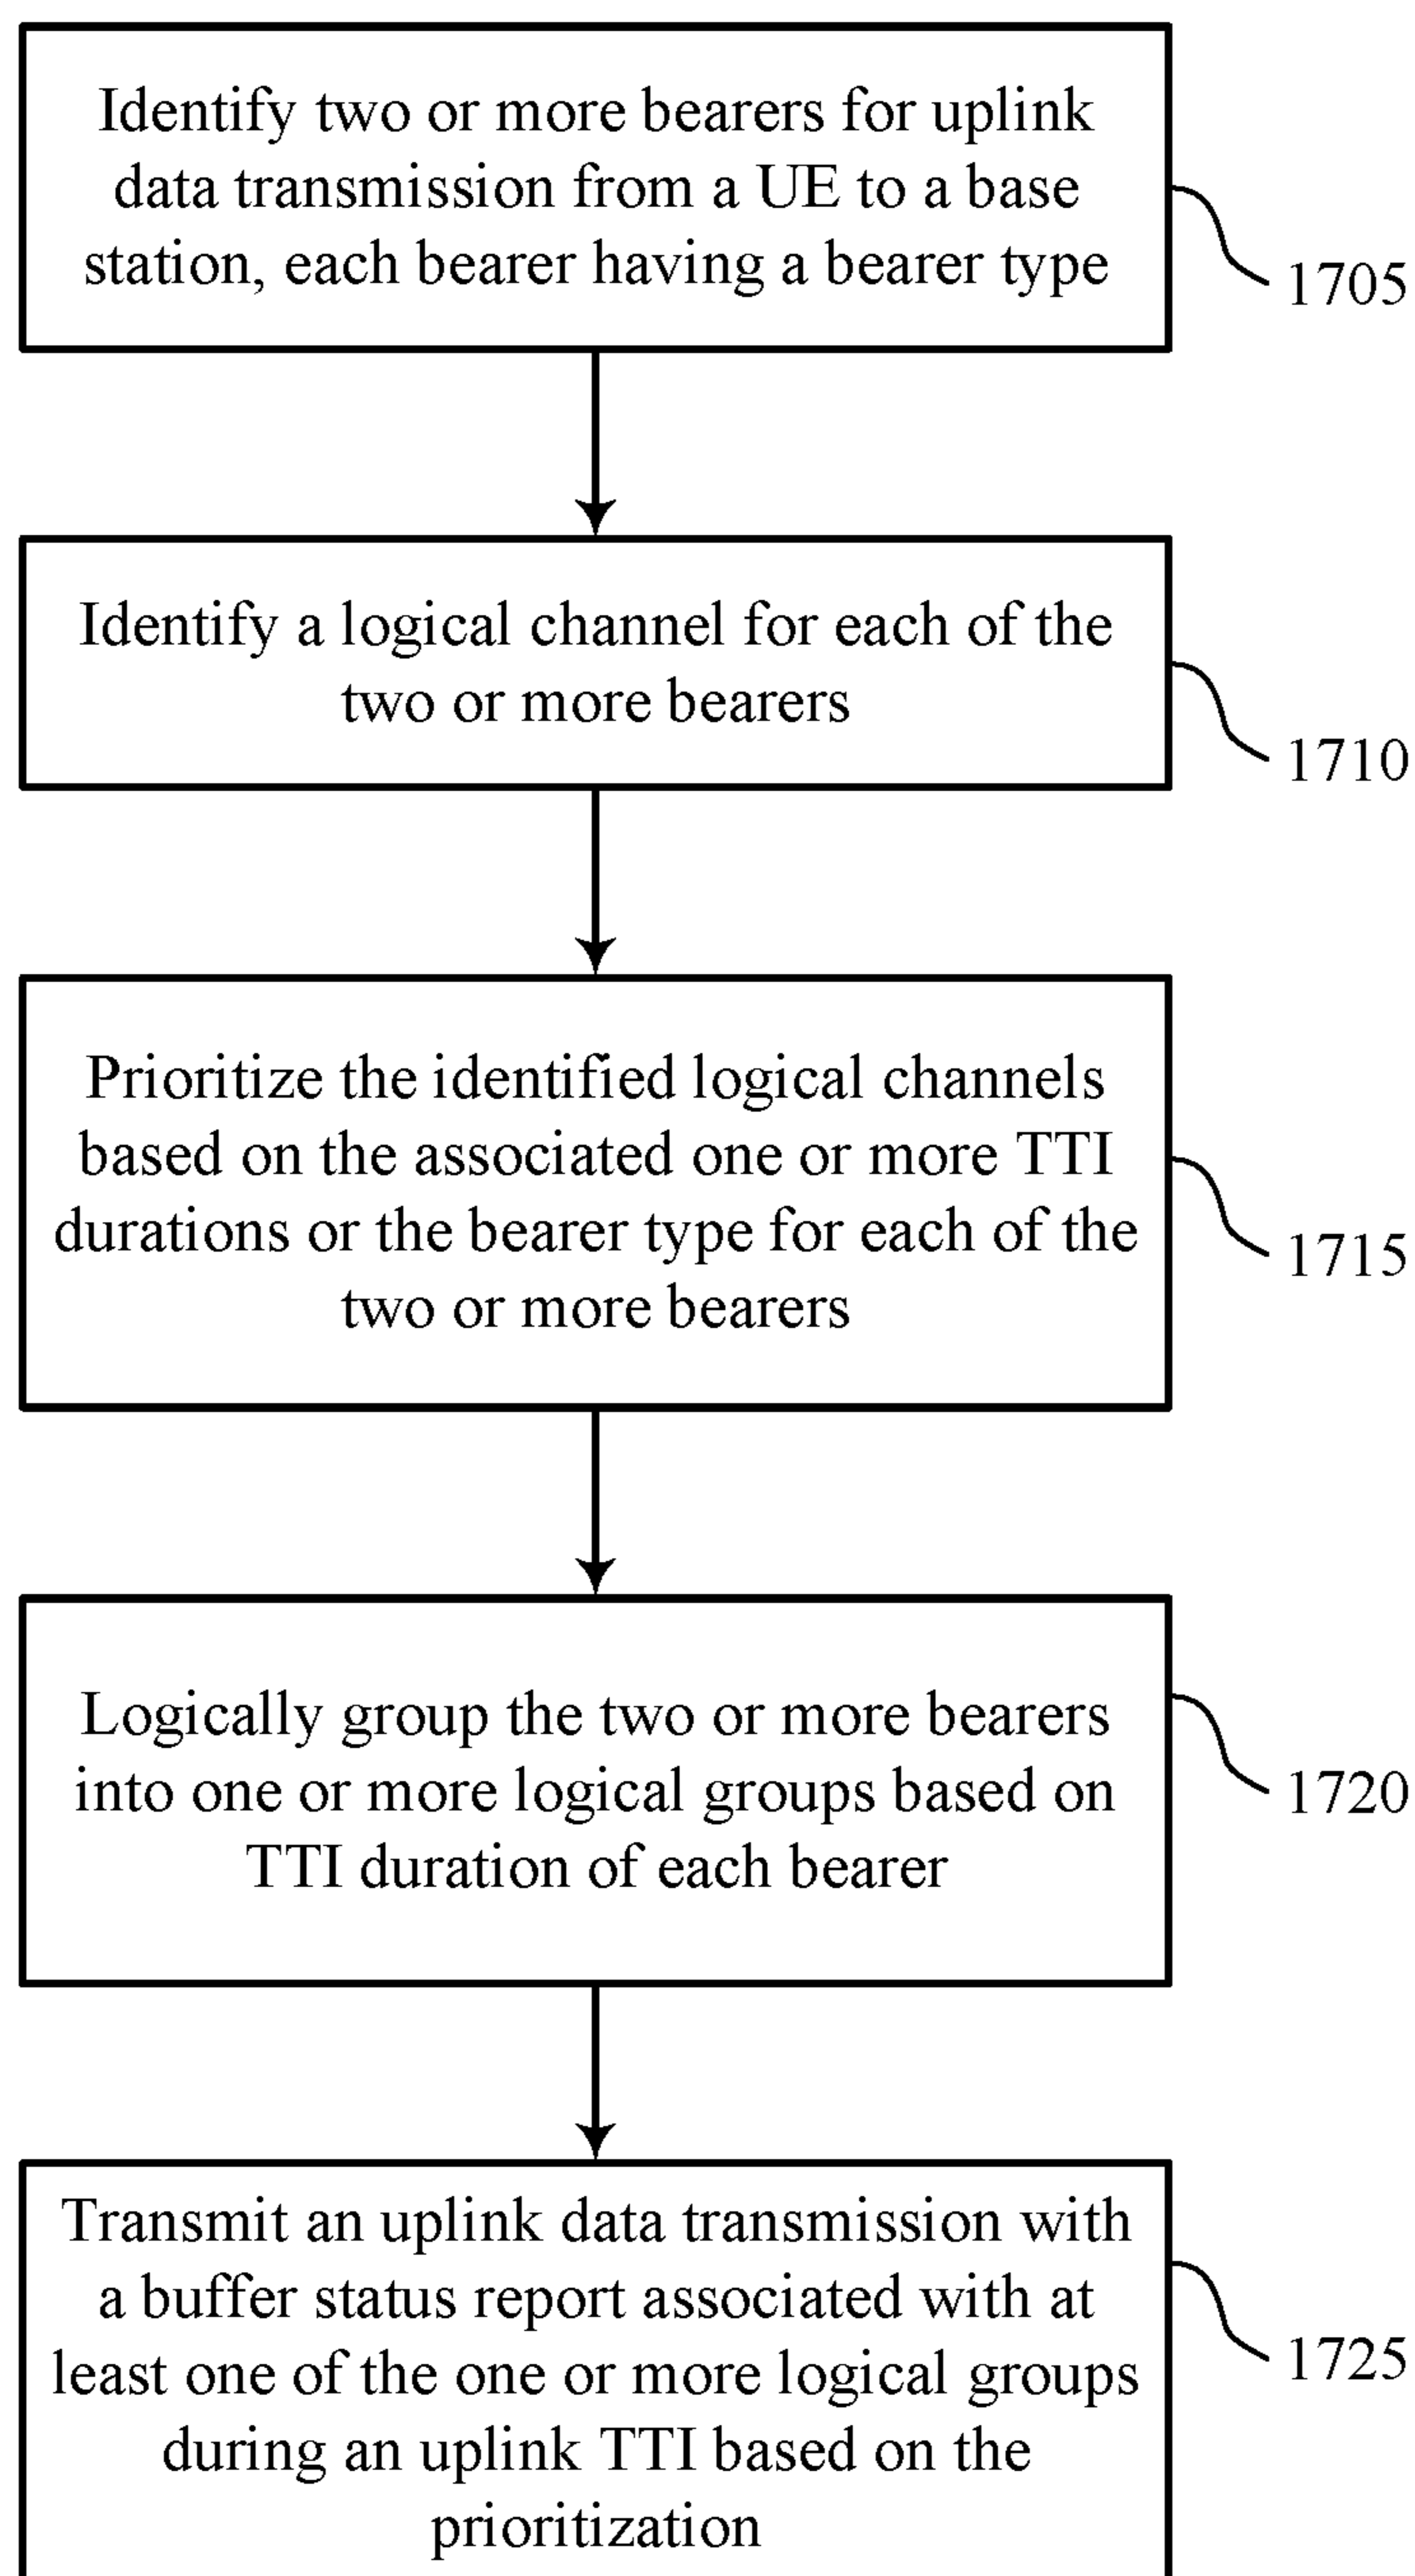 Identify two or more bearers for uplink
data transmission from a UE to a base
station, each bearer having a bearer type
1705
Identify a logical channel for each of the
two or more bearers
1710
Prioritize the identified logical channels
based on the associated one or more TTI
durations or the bearer type for each of the
two or more bearers
1715
Logically group the two or more bearers
into one or more logical groups based on
TTI duration of each bearer
1720
Transmit an uplink data transmission with
a buffer status report associated with at
least one of the one or more logical groups
during an uplink TTI based on the
prioritization
1725